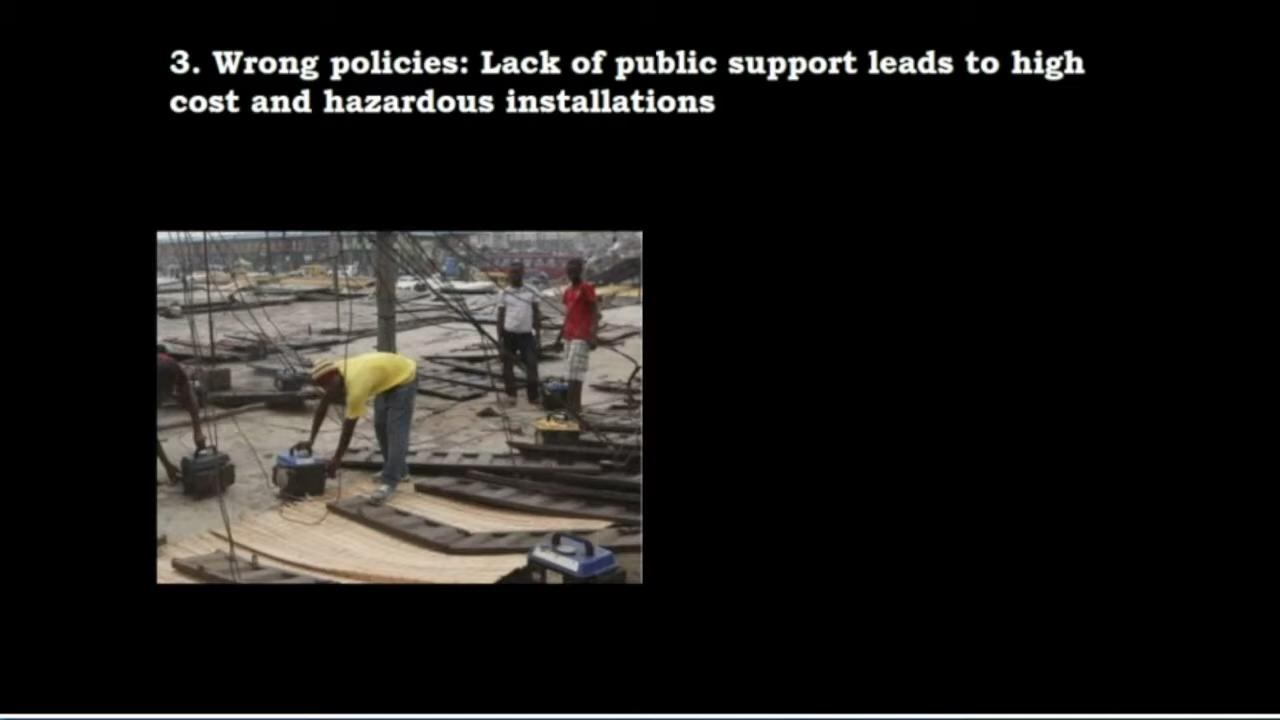 3. Wrong policies: Lack of public support leads to high
cost and hazardous installations